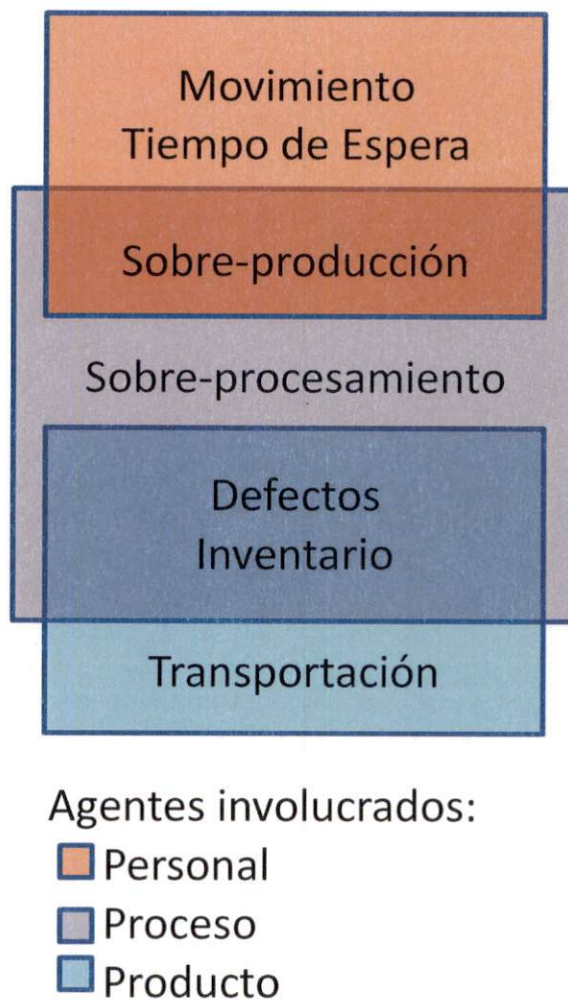 Movimiento
Tiempo de Espera
Sobre-producción
Sobre-procesamiento
Defectos
Inventario
Transportación
Agentes involucrados:
Personal
Proceso
Producto